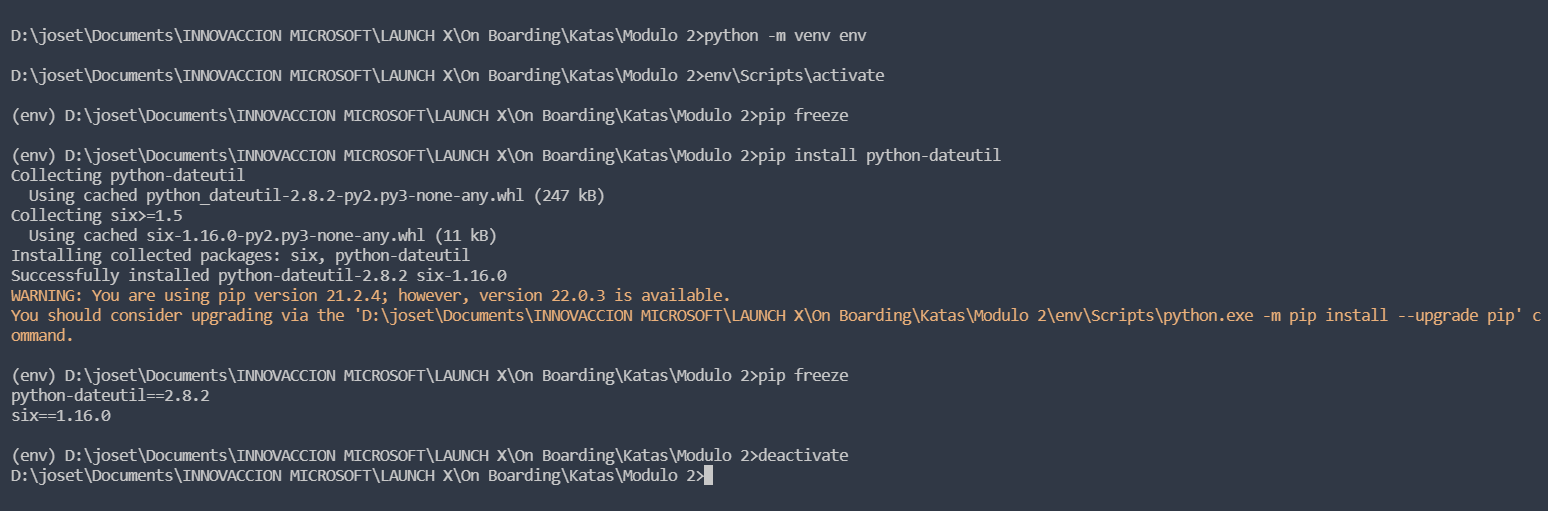 D:\joset\Documents\INNOVACCION MICROSOFT\LAUNCH X\On Boarding\Katas\Modulo 2>python -m venv env
D:\joset\Documents\INNOVACCION MICROSOFT\LAUNCH X\On Boarding\Katas\Modulo 2>env\Scripts\activate
(env) D:\joset\Documents\INNOVACCION MICROSOFT\LAUNCH X\On Boarding\Katas\Modulo 2>pip freeze
(env) D:\joset\Documents\INNOVACCION MICROSOFT\LAUNCH X\On Boarding\Katas\Modulo 2>pip install python-dateutil
Collecting python-dateutil
  Using cached python_dateutil-2.8.2-py2.py3-none-any.whl (247 kB)
Collecting six>=1.5
  Using cached six-1.16.0-py2.py3-none-any.whl (11 kB)
Installing collected packages: six, python-dateutil
Successfully installed python-dateutil-2.8.2 six-1.16.0
WARNING: You are using pip version 21.2.4; however, version 22.0.3 is available.
You should consider upgrading via the 'D:\joset\Documents\INNOVACCION MICROSOFT\LAUNCH X\On Boarding\Katas\Modulo 2\env\Scripts\python.exe -m pip install --upgrade pip' c
ommand.
(env) D:\joset\Documents\INNOVACCION MICROSOFT\LAUNCH X\On Boarding\Katas\Modulo 2>pip freeze
python-dateutil==2.8.2
six==1.16.0
(env) D:\joset\Documents\INNOVACCION MICROSOFT\LAUNCH X\On Boarding\Katas\Modulo 2>deactivate
D:\joset\Documents\INNOVACCION MICROSOFT\LAUNCH X\On Boarding\Katas\Modulo 2>